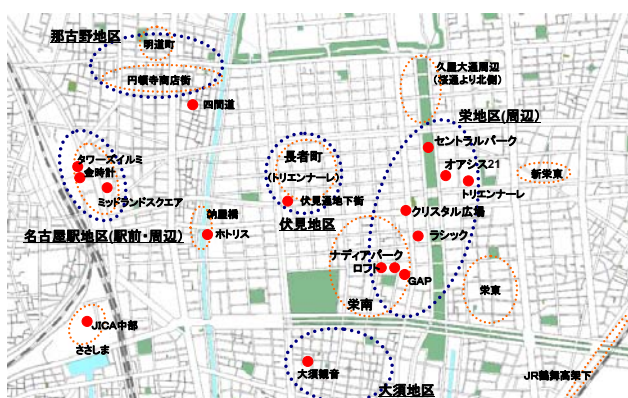 那古野地区
明道町
円頓寺商店街
四間道
久屋大通周辺
(桜通より北側)
栄地区(周辺)
セントラルパーク
オアシス21
トリエンナーレ
新栄東
長者町
(トリエンナーレ)
伏見通地下街
伏見地区
タワーズイルミ
金時計
ミッドランドスクエア
名古屋駅地区(駅前・周辺)
納屋橋
ホトリス
クリスタル広場
ラシック
ナディアパーク
ロフト
GAP
栄南
栄東
JICA中部
ささしま
大須観音
大須地区
JR鶴舞高架下